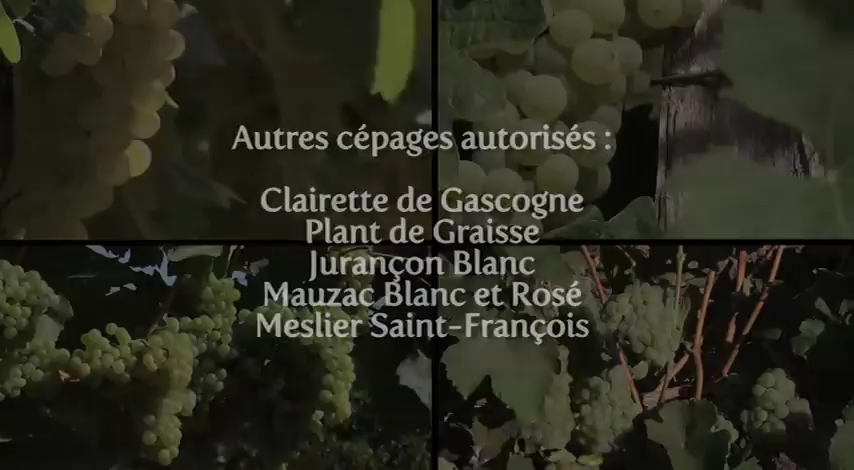 Autres cépages autorisés :
Clairette de Gascogne
Plant de Graisse
Jurançon Blanc
Mauzac Blanc et Rosé
Meslier Saint-François